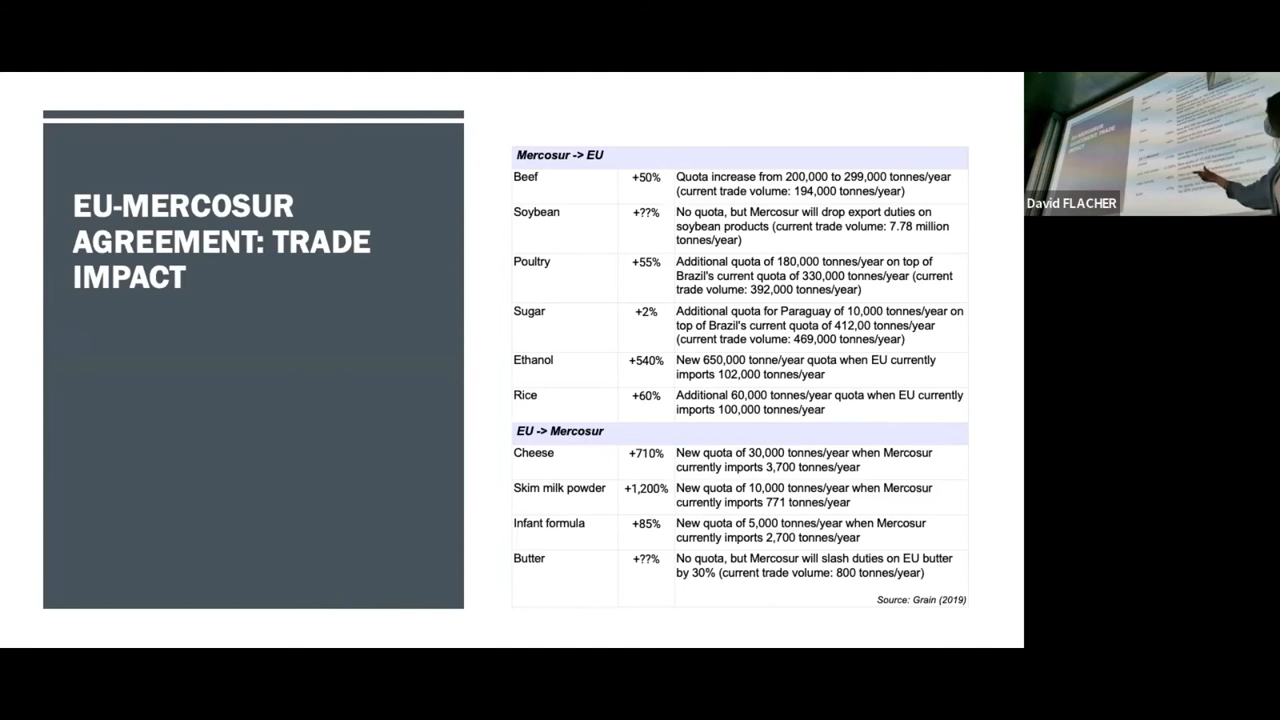 EU-MERCOSUR
AGREEMENT: TRADE
IMPACT
Mercosur -> EU
Beef +50% Quota increase from 200,000 to 299,000 tonnes/year
(current trade volume: 194,000 tonnes/year)
Soybean +??% No quota, but Mercosur will drop export duties on
soybean products (current trade volume: 7.78 million
tonnes/year)
Poultry +55% Additional quota of 180,000 tonnes/year on top of
Brazil's current quota of 330,000 tonnes/year (current
trade volume: 392,000 tonnes/year)
Sugar +2% Additional quota for Paraguay of 10,000 tonnes/year on
top of Brazil's current quota of 412,00 tonnes/year
(current trade volume: 469,000 tonnes/year)
Ethanol +540% New 650,000 tonne/year quota when EU currently
imports 102,000 tonnes/year
Rice +60% Additional 60,000 tonnes/year quota when EU currently
imports 100,000 tonnes/year
EU -> Mercosur
Cheese +710% New quota of 30,000 tonnes/year when Mercosur
currently imports 3,700 tonnes/year
Skim milk powder +1,200% New quota of 10,000 tonnes/year when Mercosur
currently imports 771 tonnes/year
Infant formula +85% New quota of 5,000 tonnes/year when Mercosur
currently imports 2,700 tonnes/year
Butter +??% No quota, but Mercosur will slash duties on EU butter
by 30% (current trade volume: 800 tonnes/year)
Source: Grain (2019)
EU-MERCOSUR
AGREEMENT: TRADE
IMPACT
David FLACHER